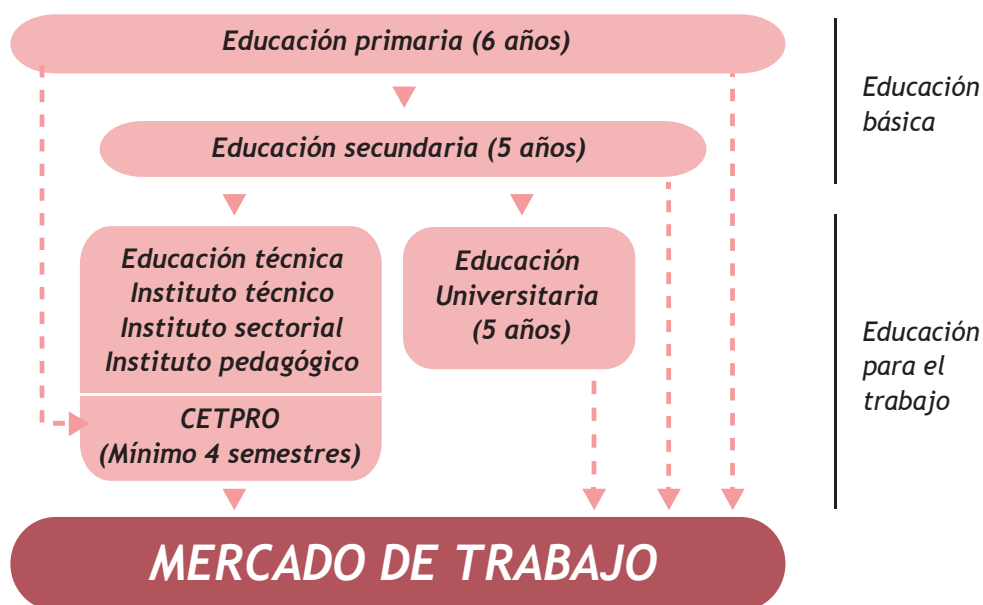 Educación primaria (6 años)
Educación
básica
Educación secundaria (5 años)
Educación técnica
Instituto técnico
Instituto sectorial
Instituto pedagógico
CETPRO
(Mínimo 4 semestres)
Educación
Universitaria
(5 años)
Educación
para el
trabajo
MERCADO DE TRABAJO